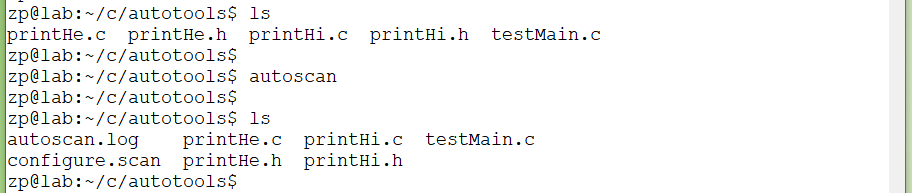 zp@lab:~/c/autotools$ ls
printHe.c  printHe.h  printHi.c  printHi.h  testMain.c
zp@lab:~/c/autotools$
zp@lab:~/c/autotools$ autoscan
zp@lab:~/c/autotools$
zp@lab:~/c/autotools$ ls
autoscan.log    printHe.c  printHi.c  testMain.c
configure.scan  printHe.h  printHi.h
zp@lab:~/c/autotools$